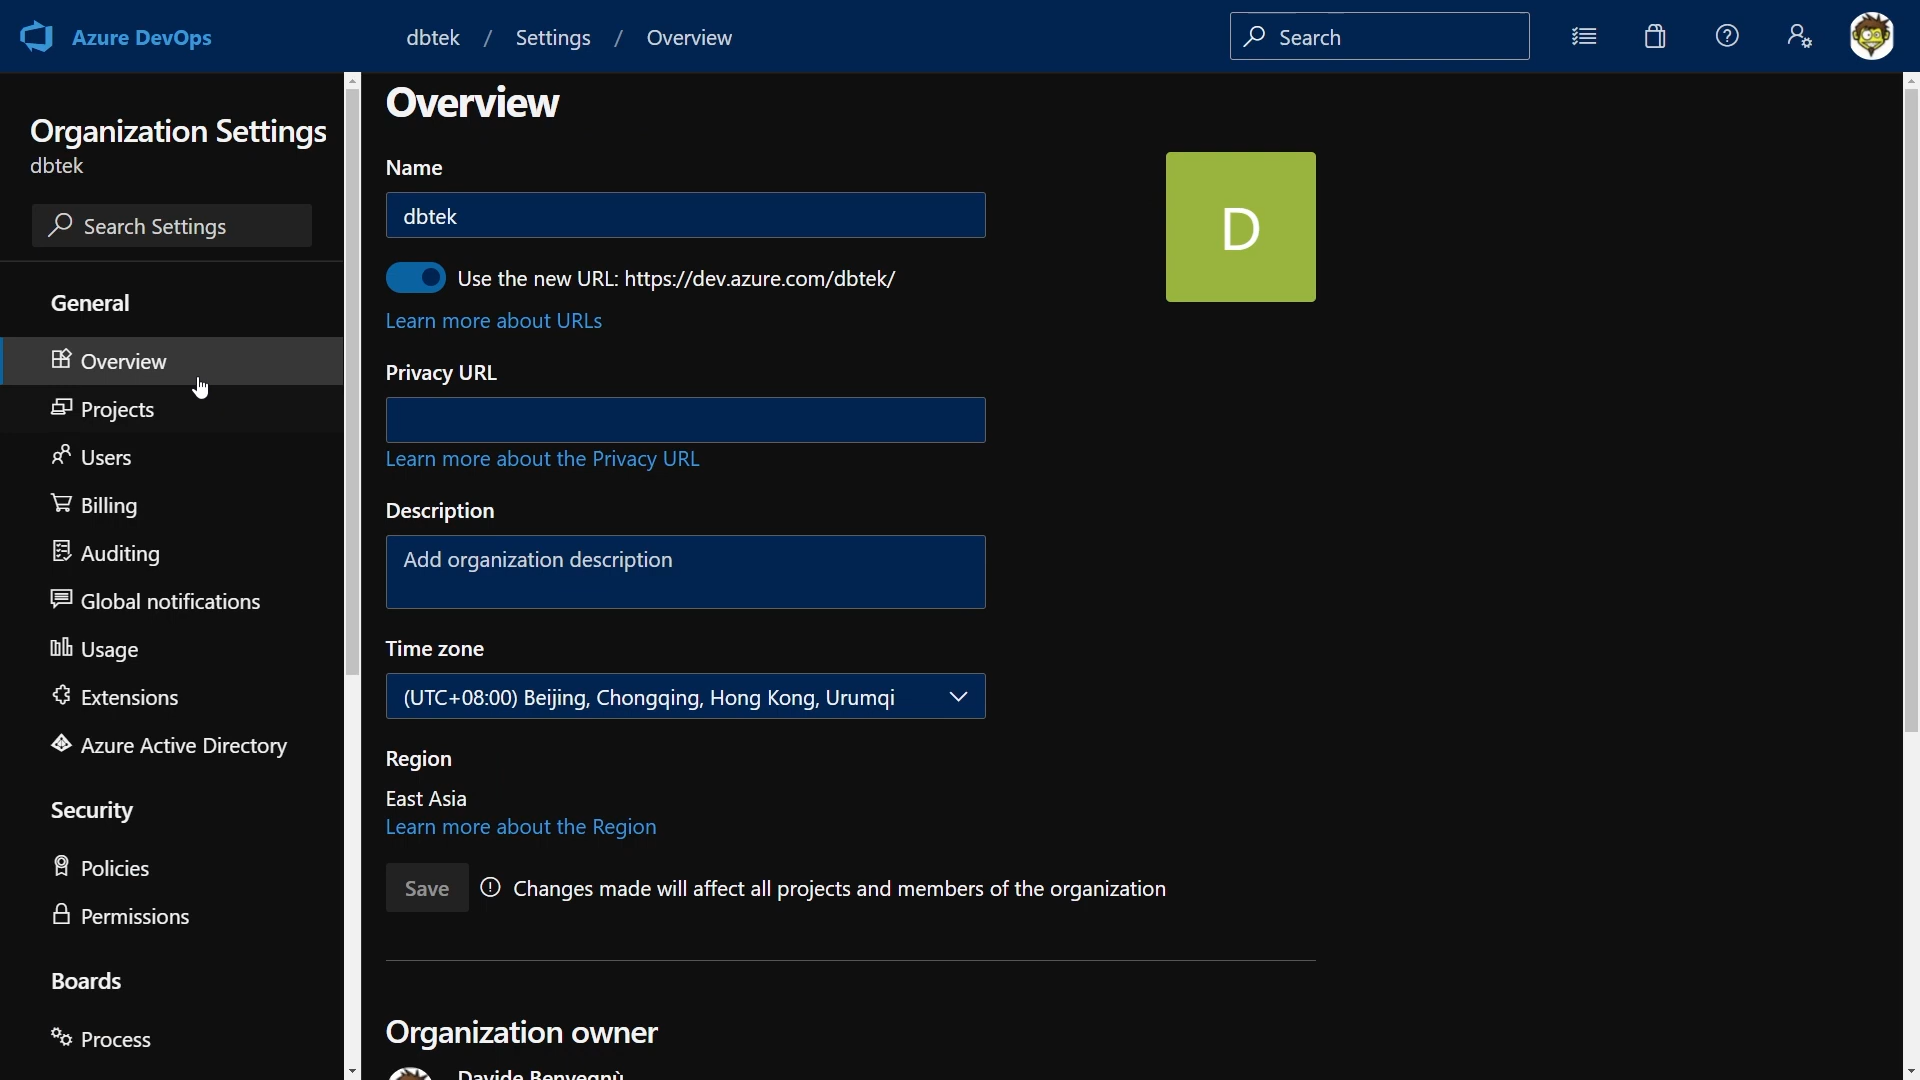 Azure DevOps
dbtek / Settings / Overview
Search
Organization Settings
dbtek
Search Settings
General
Overview
Projects
Users
Billing
Auditing
Global notifications
Usage
Extensions
Azure Active Directory
Security
Policies
Permissions
Boards
Process
Overview
Name
dbtek
Use the new URL: https://dev.azure.com/dbtek/
Learn more about URLs
D
Privacy URL
Learn more about the Privacy URL
Description
Add organization description
Time zone
(UTC+08:00) Beijing, Chongqing, Hong Kong, Urumqi
Region
East Asia
Learn more about the Region
Save
Changes made will affect all projects and members of the organization
Organization owner
Davide Benvegnù